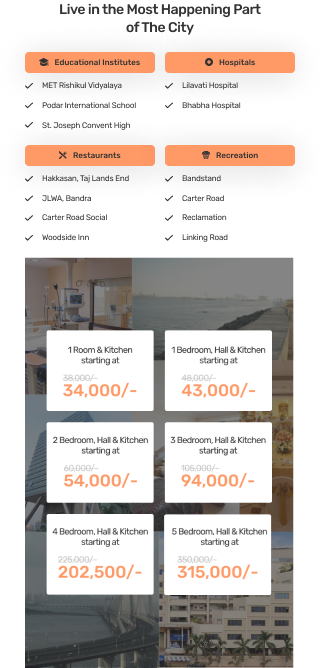 Live in the Most Happening Part
of The City
Educational Institutes
MET Rishikul Vidyalaya
Podar International School
St. Joseph Convent High
Hospitals
Lilavati Hospital
Bhabha Hospital
Restaurants
Hakkasan, Taj Lands End
JLWA, Bandra
Carter Road Social
Woodside Inn
Recreation
Bandstand
Carter Road
Reclamation
Linking Road
1 Room & Kitchen
starting at
38,000/-
34,000/-
1 Bedroom, Hall & Kitchen
starting at
48,000/-
43,000/-
2 Bedroom, Hall & Kitchen
starting at
60,000/-
54,000/-
3 Bedroom, Hall & Kitchen
starting at
105,000/-
94,000/-
4 Bedroom, Hall & Kitchen
starting at
225,000/-
202,500/-
5 Bedroom, Hall & Kitchen
starting at
350,000/-
315,000/-